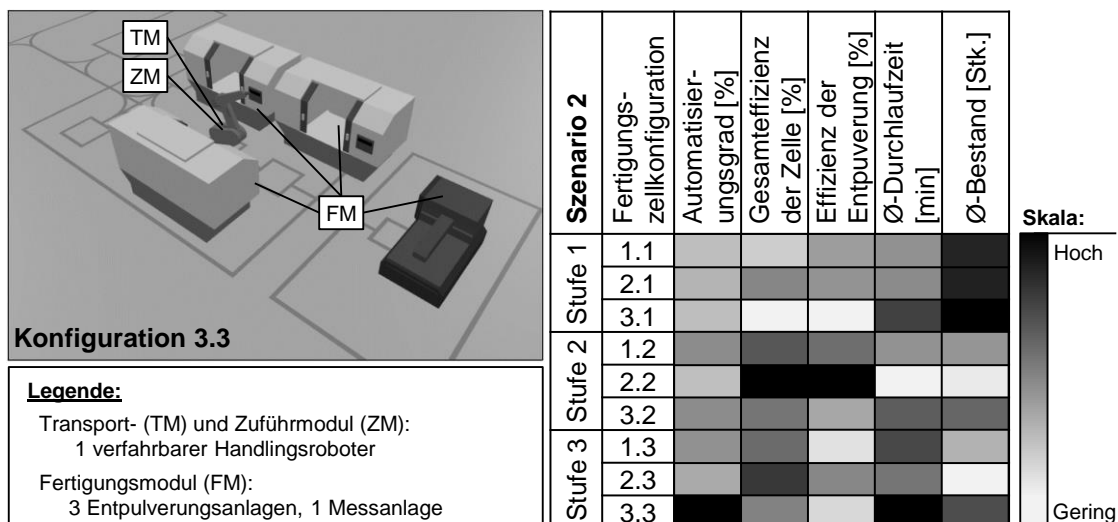 TM
ZM
FM
Konfiguration 3.3
Legende:
Transport- (TM) und Zuführmodul (ZM):
1 verfahrbarer Handlingsroboter
Fertigungsmodul (FM):
3 Entpulverungsanlagen, 1 Messanlage
Szenario 2
Fertigungs-
zellkonfiguration
Automatisier-
ungsgrad [%]
Gesamteffizienz
der Zelle [%]
Effizienz der
Entpuverung [%]
Ø-Durchlaufzeit
[min]
Ø-Bestand [Stk.]
Stufe 1
1.1
2.1
3.1
Stufe 2
1.2
2.2
3.2
Stufe 3
1.3
2.3
3.3
Skala:
Hoch
Gering